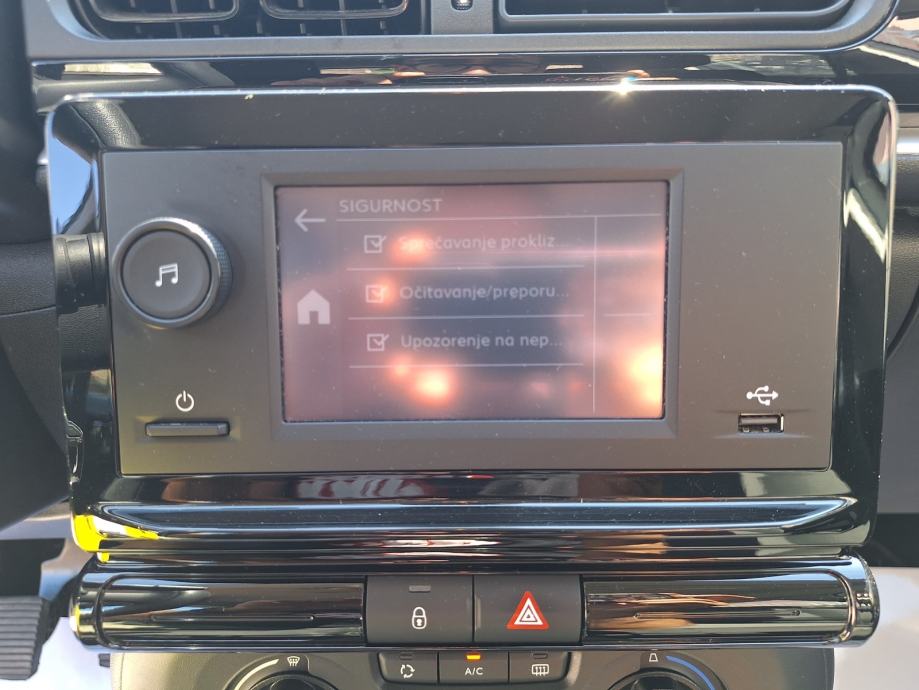 SIGURNOST
Sprečavanje prokliz...
Očitavanje/preporu...
Upozorenje na nep...
A/C